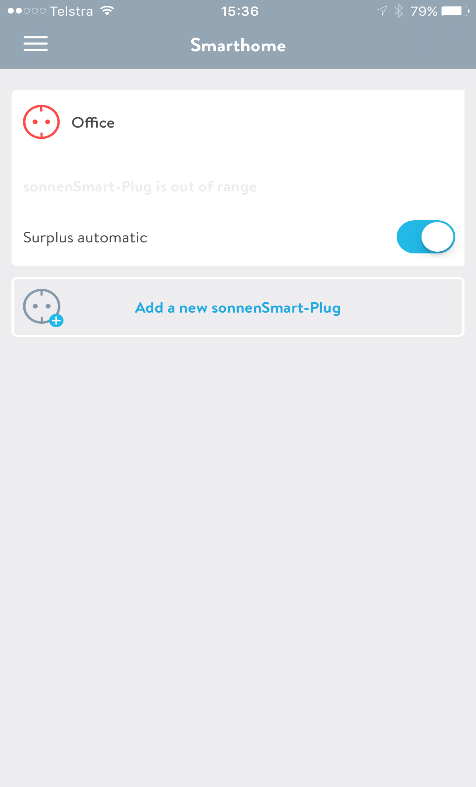 Telstra 15:36 79%
Smarthome
Office
sonnenSmart-Plug is out of range
Surplus automatic
Add a new sonnenSmart-Plug